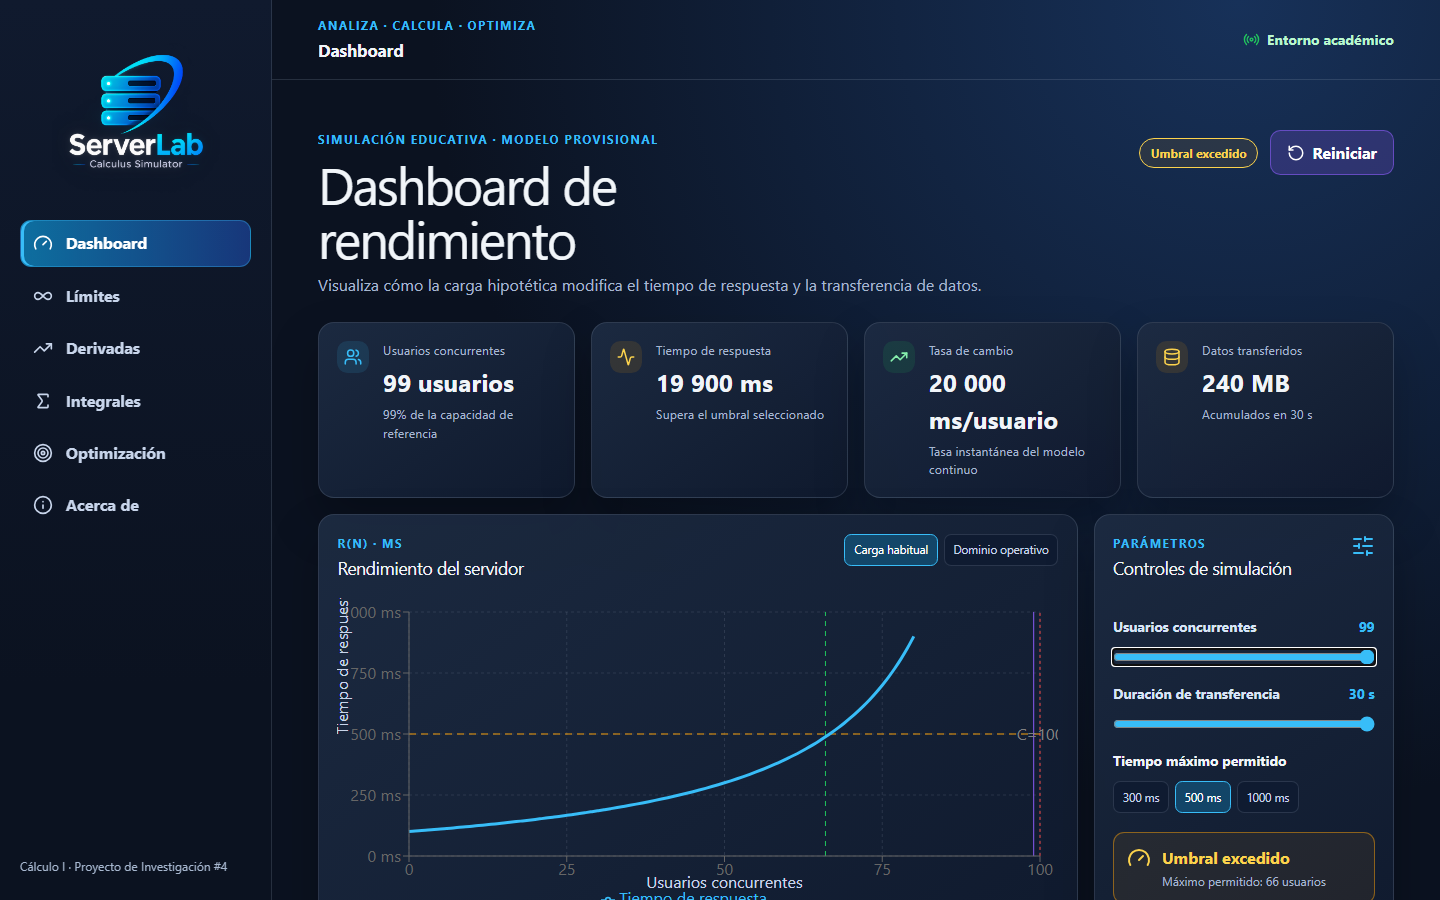 ServerLab
Calculus Simulator
Dashboard
Límites
Derivadas
Integrales
Optimización
Acerca de
Cálculo I · Proyecto de Investigación #4
ANALIZA · CALCULA · OPTIMIZA
Dashboard
Entorno académico
SIMULACIÓN EDUCATIVA · MODELO PROVISIONAL
Dashboard de
rendimiento
Visualiza cómo la carga hipotética modifica el tiempo de respuesta y la transferencia de datos.
Umbral excedido
Reiniciar
Usuarios concurrentes
99 usuarios
99% de la capacidad de
referencia
Tiempo de respuesta
19 900 ms
Supera el umbral seleccionado
Tasa de cambio
20 000
ms/usuario
Tasa instantánea del modelo
continuo
Datos transferidos
240 MB
Acumulados en 30 s
R(N) · MS
Rendimiento del servidor
Carga habitual
Dominio operativo
Tiempo de respues
000 ms
750 ms
500 ms
250 ms
0 ms
C=100
0
25
50
75
100
Usuarios concurrentes
Tiempo de respuesta
PARÁMETROS
Controles de simulación
Usuarios concurrentes
99
Duración de transferencia
30 s
Tiempo máximo permitido
300 ms
500 ms
1000 ms
Umbral excedido
Máximo permitido: 66 usuarios